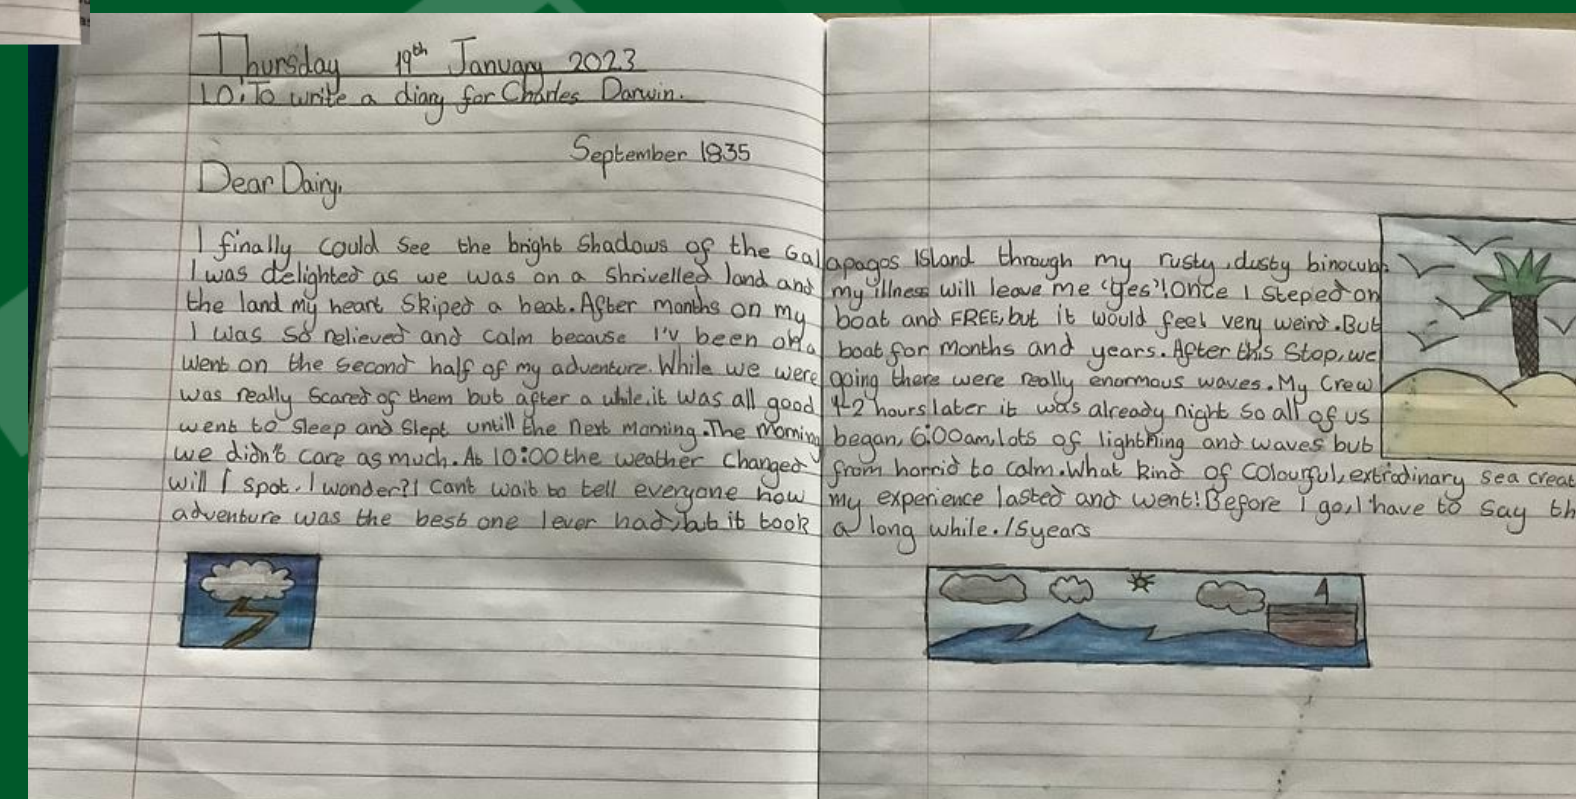 Thursday 19th January 2023
LO: To write a diary for Charles Darwin.
September 1835
Dear Dairy,
I finally could see the bright shadows of the Galapagos Island through my rusty, dusty
I was delighted as we was on a shrivelled land and my illness will leave me "yes"! Once I steped on
the land my heart skiped a beat. After months on my boat and FREE, but it would feel very weird. But
I was so relieved and calm because I'v been on a boat for months and years. After this stop, we
went on the second half of my adventure. While we were going there were really enormous waves. My crew
was really scared of them but after a while, it was all good 1-2 hours later it was already night so all of us
went to sleep and slept untill the next morning. The morning began, 6:00am, lots of lightning and waves but
we didn't care as much. At 10:00 the weather changed from horrid to calm. What kind of colourful, extrodinary sea
will I spot, I wonder?! I cant wait to tell everyone how my experience lasted and went! Before I go, I have to say
adventure was the best one I ever had, but it took a long while. /5years